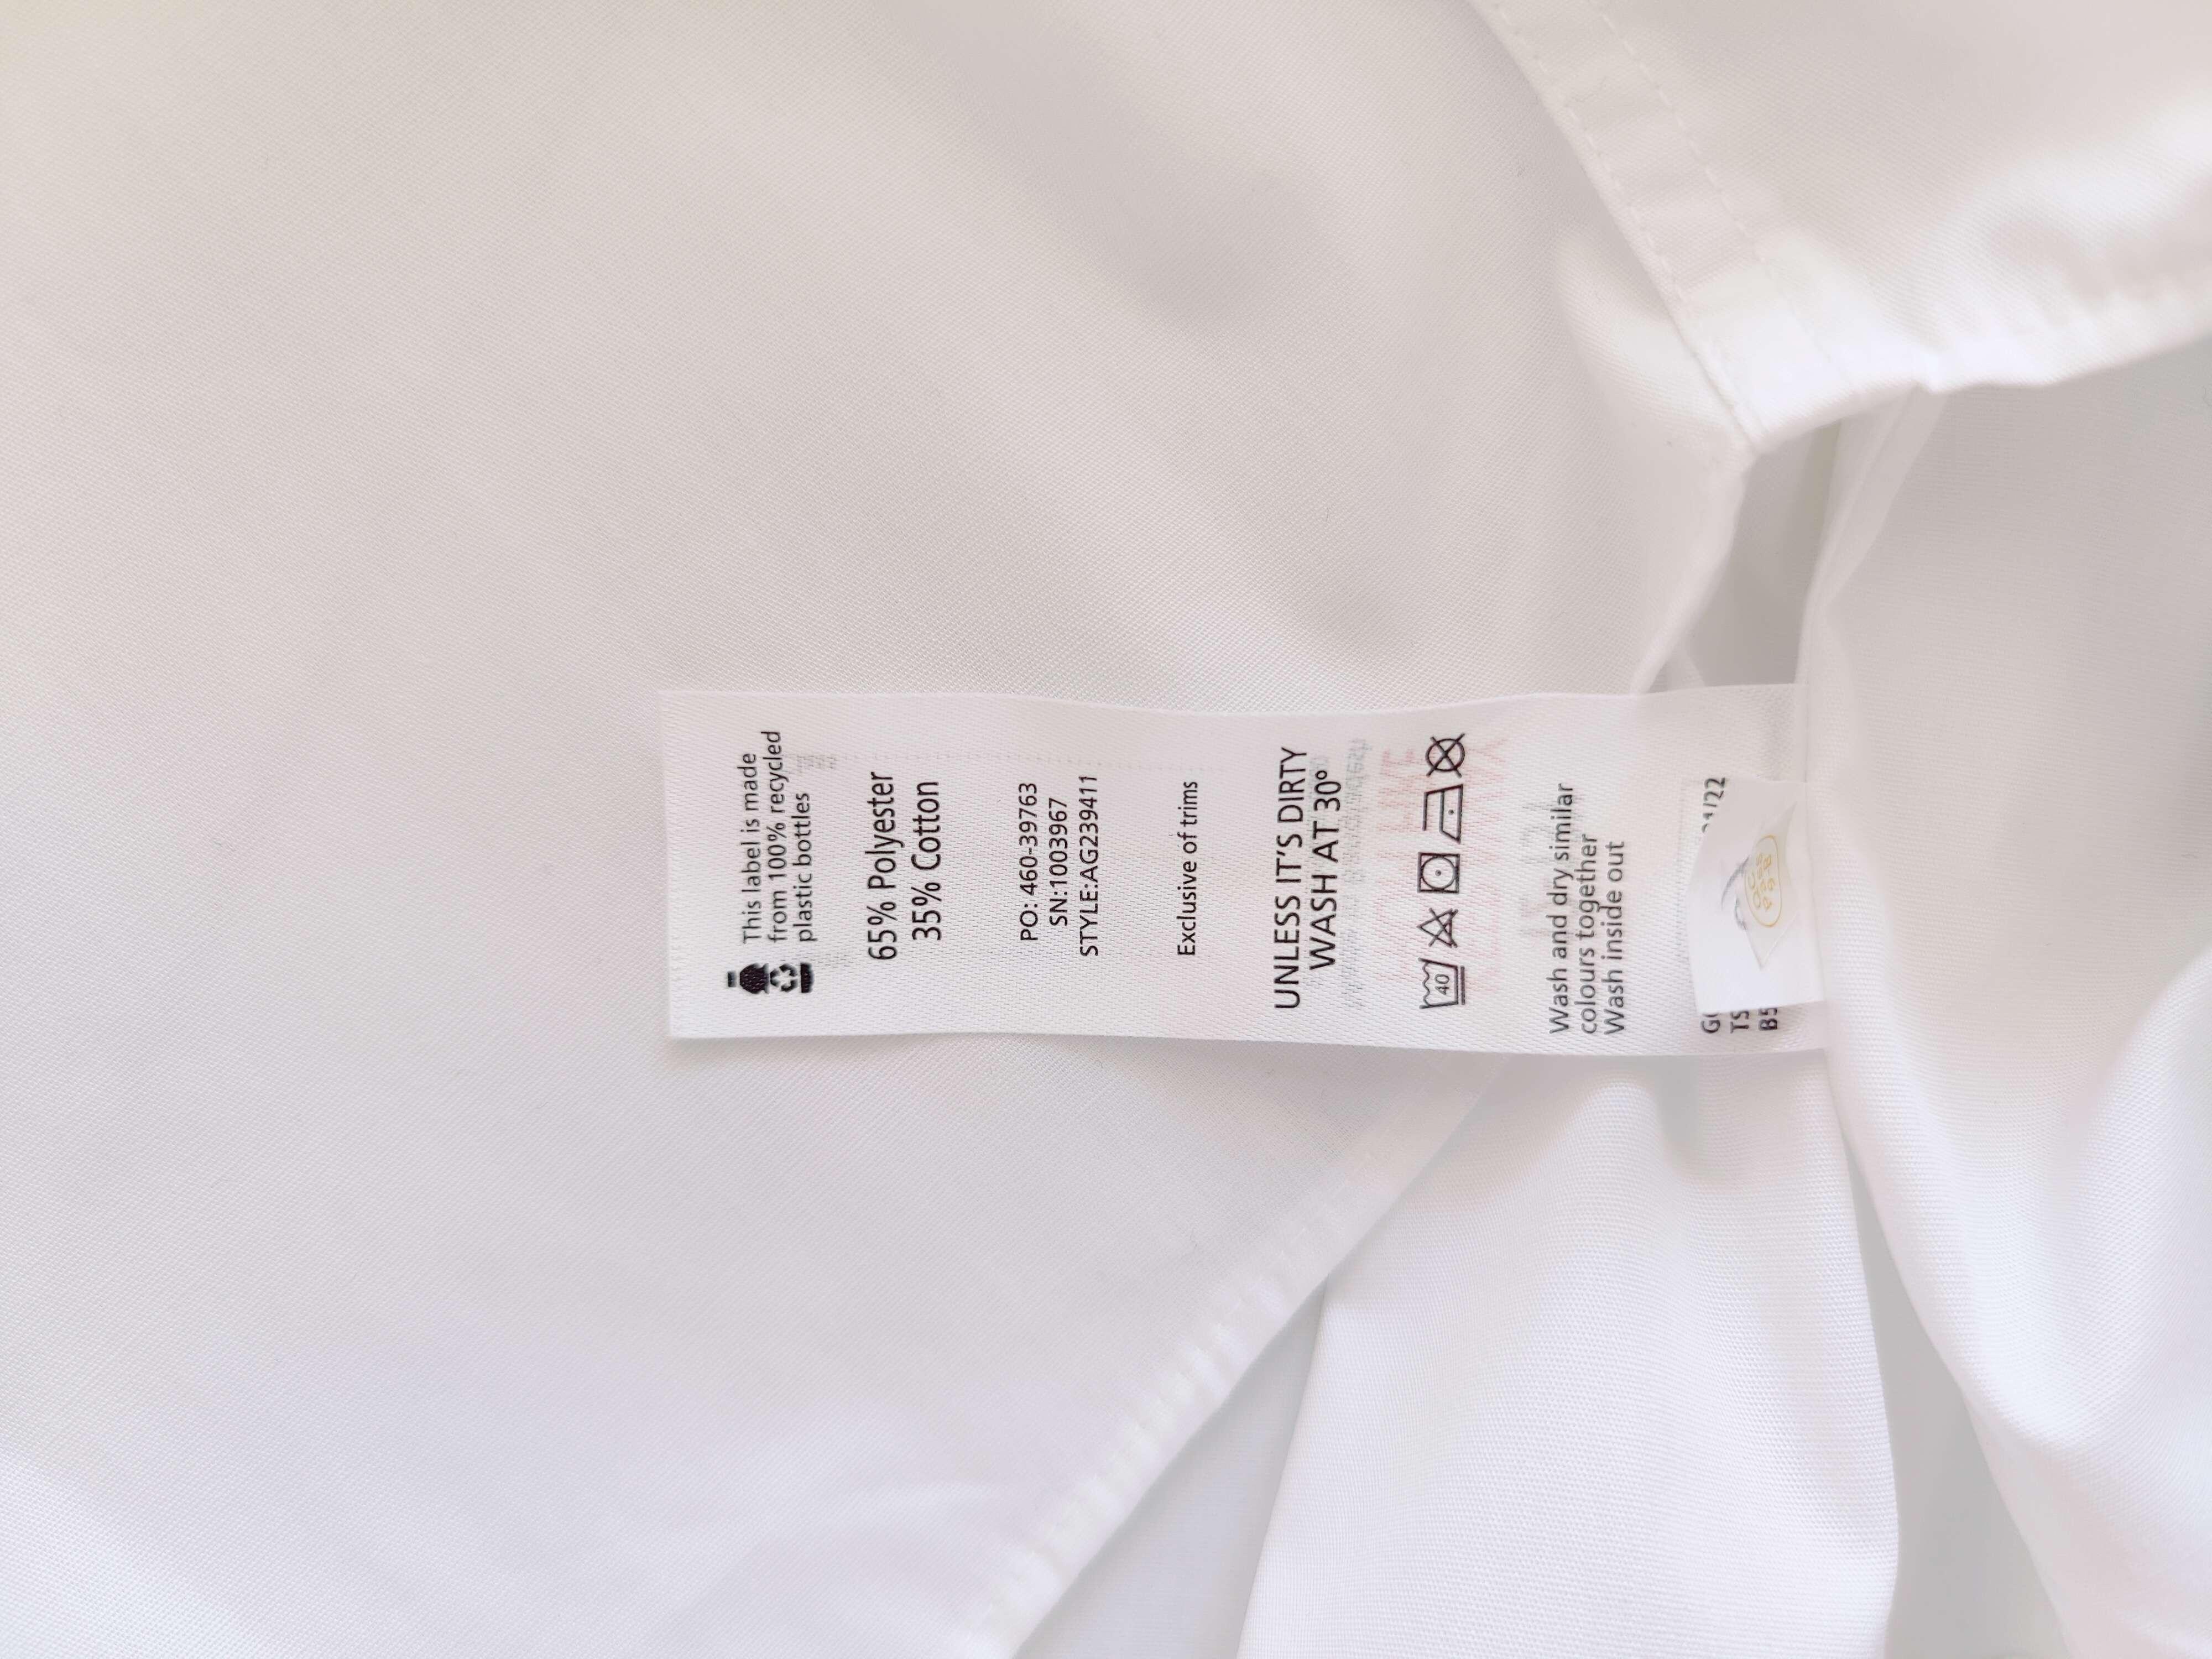 This label is made
from 100% recycled
plastic bottles
65% Polyester
35% Cotton
PO: 460-39763
SN:1003967
STYLE:AG239411
Exclusive of trims
UNLESS IT'S DIRTY
WASH AT 30º
40
Wash and dry similar
colours together
Wash inside out